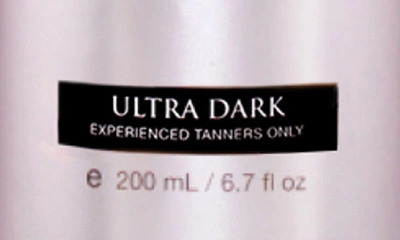 ULTRA DARK
EXPERIENCED TANNERS ONLY
e 200 mL / 6.7 fl oz